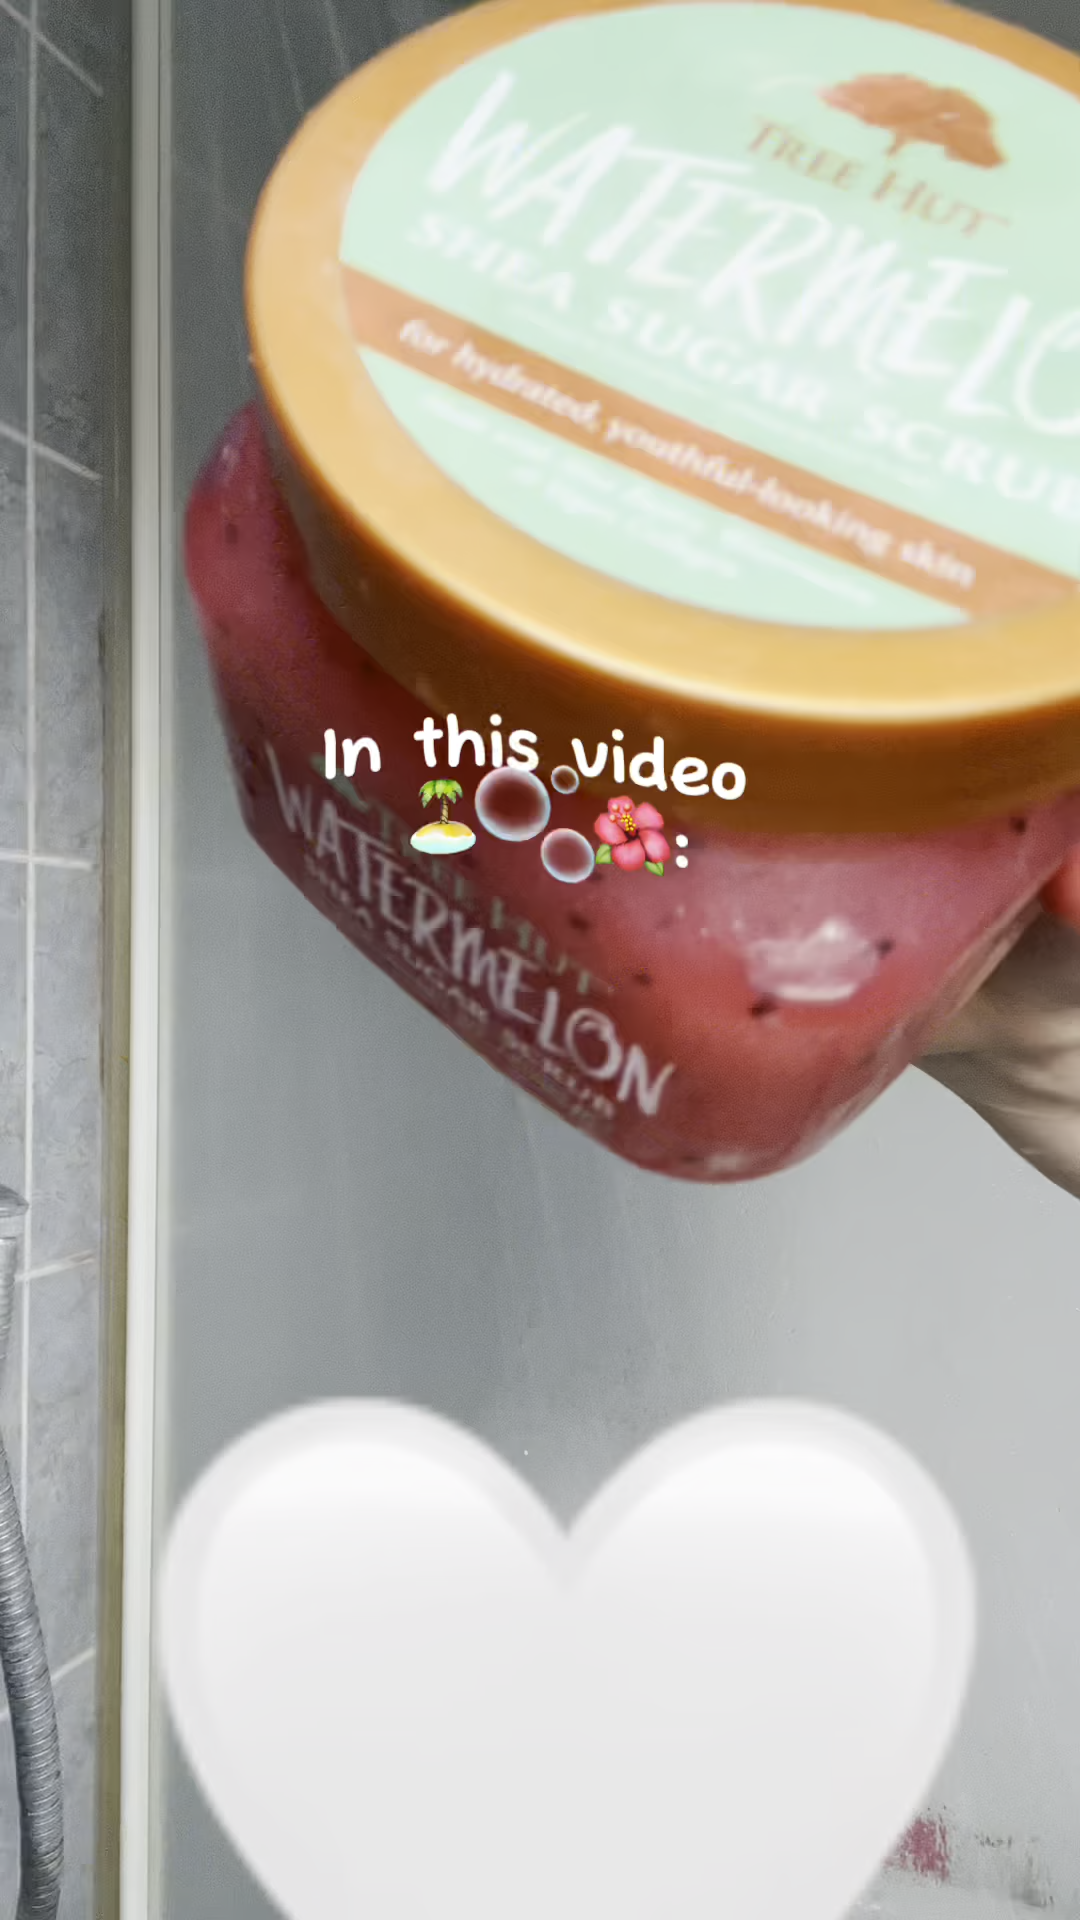 TREE HUT
WATERMELO
SHEA SUGAR SCRUB
for hydrated, youthful-looking skin
In this video
🏝️🫧🌺:
TREE HUT
WATERMELON
SHEA SUGAR SCRUB